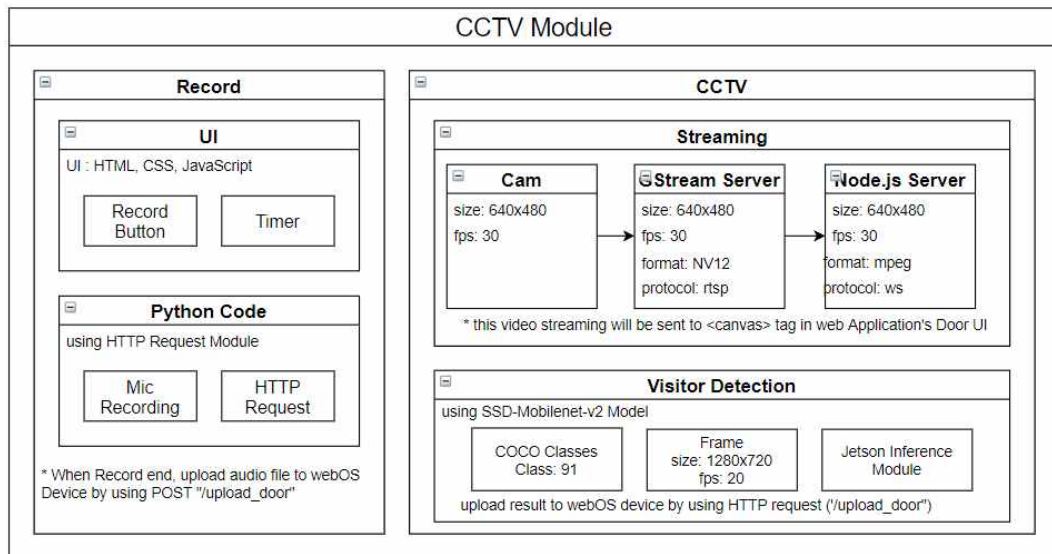 CCTV Module
Record
UI
UI : HTML, CSS, JavaScript
Record
Button
Timer
Python Code
using HTTP Request Module
Mic
Recording
HTTP
Request
* When Record end, upload audio file to webOS
Device by using POST "/upload_door"
CCTV
Streaming
Cam
size: 640x480
fps: 30
GStream Server
size: 640x480
fps: 30
format: NV12
protocol: rtsp
Node.js Server
size: 640x480
fps: 30
format: mpeg
protocol: ws
* this video streaming will be sent to <canvas> tag in web Application's Door UI
Visitor Detection
using SSD-Mobilenet-v2 Model
COCO Classes
Class: 91
Frame
size: 1280x720
fps: 20
Jetson Inference
Module
upload result to webOS device by using HTTP request ('/upload_door")